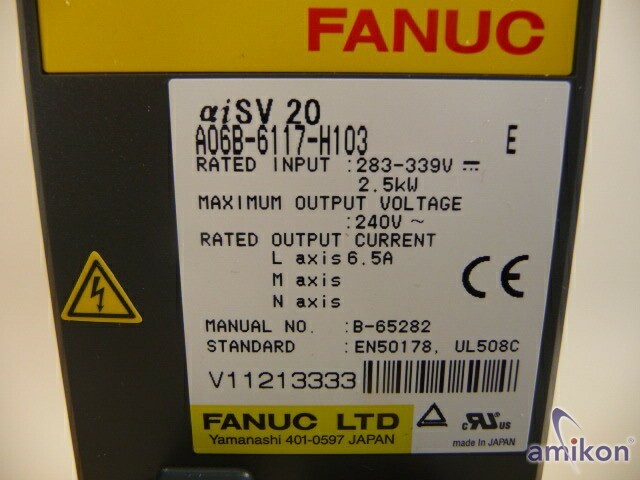 FANUC
αiSV 20
A06B-6117-H103 E
RATED INPUT :283-339V ⎓
2.5kW
MAXIMUM OUTPUT VOLTAGE
:240V ~
RATED OUTPUT CURRENT
L axis 6.5A
M axis
N axis
CE
MANUAL NO. :B-65282
STANDARD :EN50178, UL508C
V11213333
FANUC LTD
Yamanashi 401-0597 JAPAN
c RU us
made in JAPAN
amikon